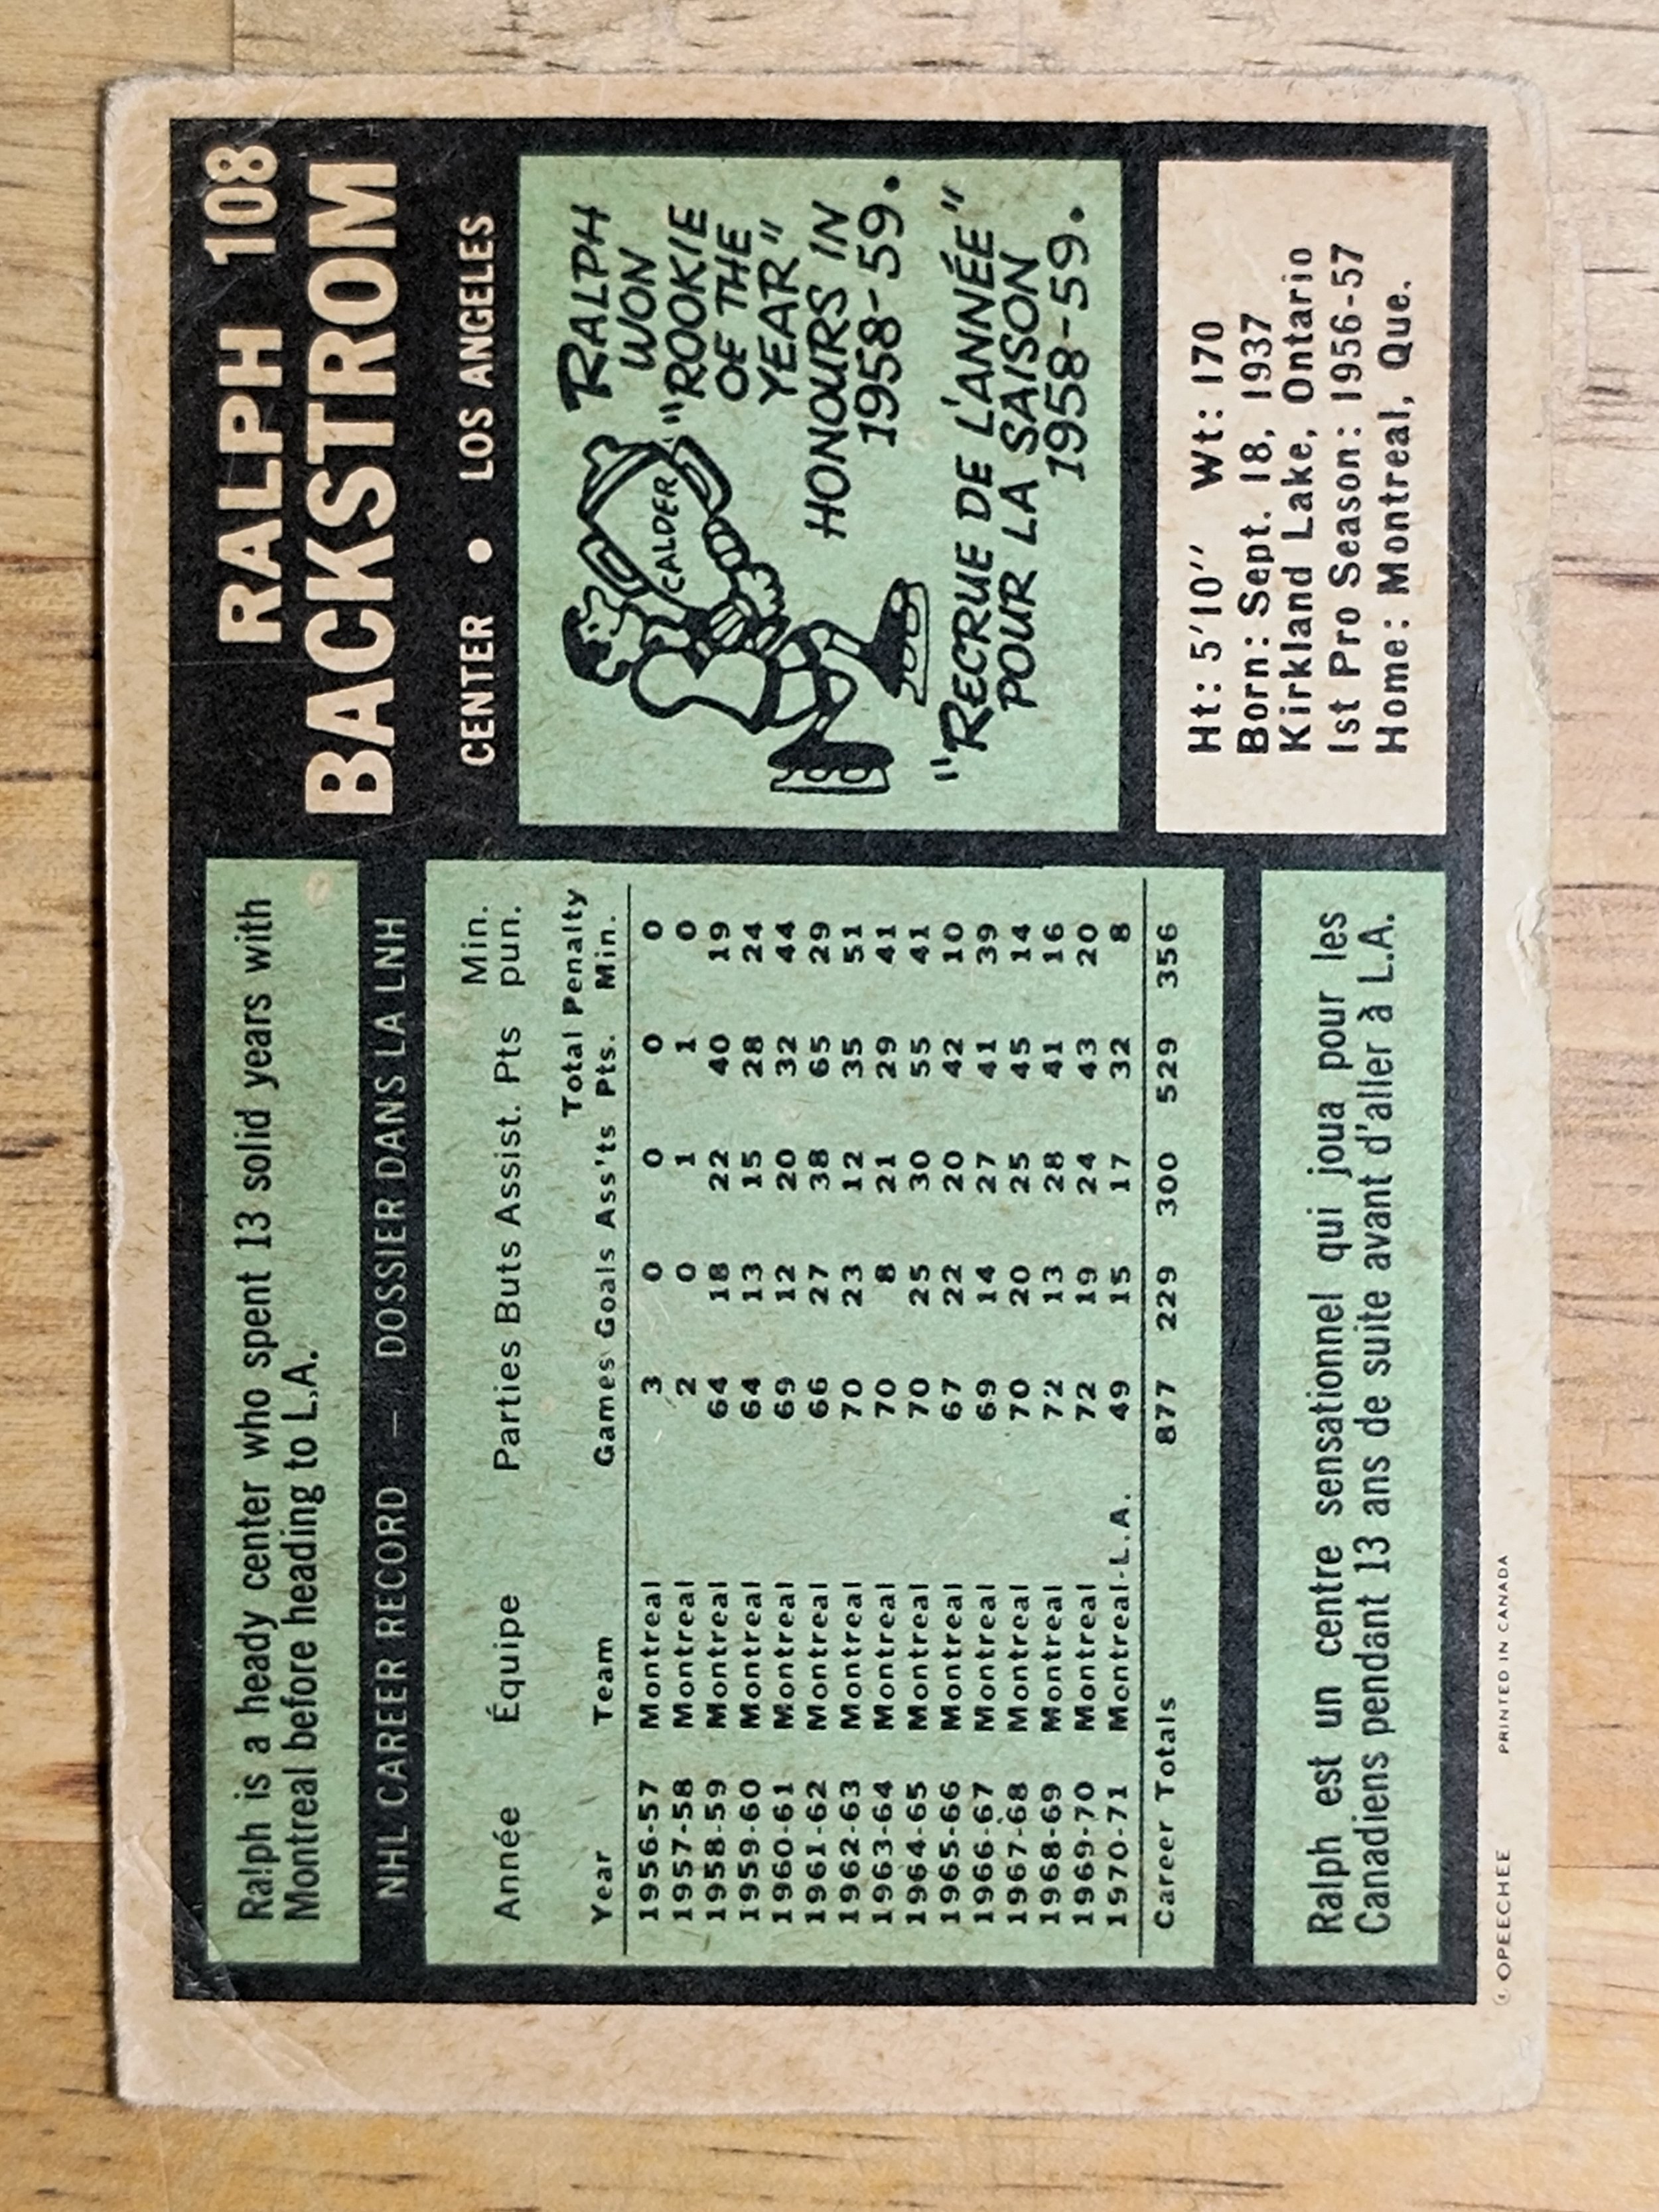 Ralph is a heady center who spent 13 solid years with
Montreal before heading to L.A.
NHL CAREER RECORD — DOSSIER DANS LA LNH
Année Équipe Parties Buts Assist. Pts Min. pun.
Year Team Games Goals Ass'ts Total Pts. Penalty Min.
1956-57 Montreal 3 0 0 0 0
1957-58 Montreal 2 0 1 1 0
1958-59 Montreal 64 18 22 40 19
1959-60 Montreal 64 13 15 28 24
1960-61 Montreal 69 12 20 32 44
1961-62 Montreal 66 27 38 65 29
1962-63 Montreal 70 23 12 35 51
1963-64 Montreal 70 8 21 29 41
1964-65 Montreal 70 25 30 55 41
1965-66 Montreal 67 22 20 42 10
1966-67 Montreal 69 14 27 41 39
1967-68 Montreal 70 20 25 45 14
1968-69 Montreal 72 13 28 41 16
1969-70 Montreal 72 19 24 43 20
1970-71 Montreal-L.A. 49 15 17 32 8
Career Totals 877 229 300 529 356
Ralph est un centre sensationnel qui joua pour les
Canadiens pendant 13 ans de suite avant d'aller à L.A.
RALPH 108
BACKSTROM
CENTER • LOS ANGELES
CALDER
RALPH
WON
"ROOKIE
OF THE
YEAR"
HONOURS IN
1958-59.
"RECRUE DE L'ANNÉE"
POUR LA SAISON
1958-59.
Ht: 5'10" Wt: 170
Born: Sept. 18, 1937
Kirkland Lake, Ontario
1st Pro Season: 1956-57
Home: Montreal, Que.
© OPEECHEE PRINTED IN CANADA